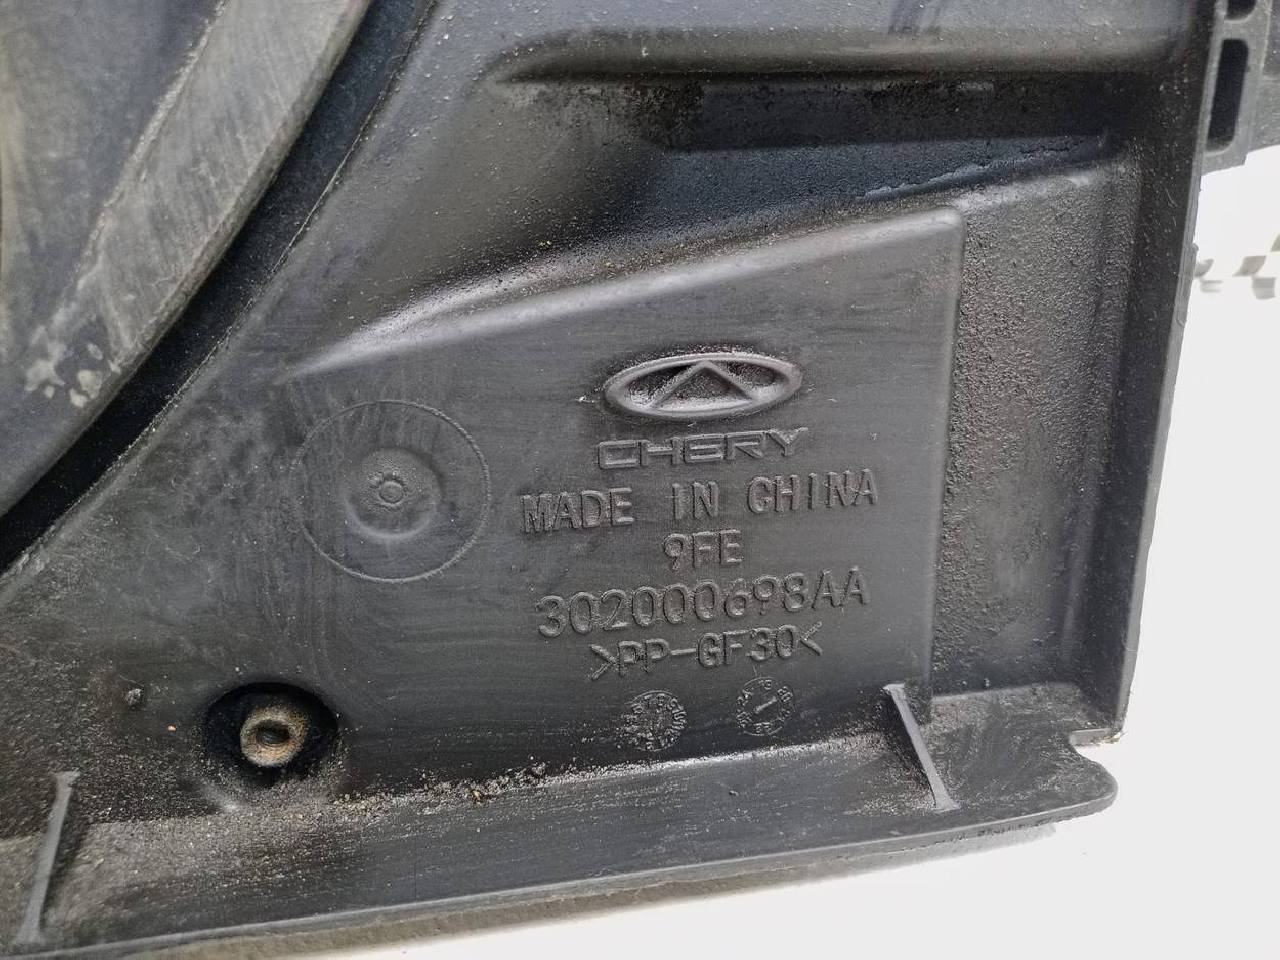 CHERY
MADE IN CHINA
9FE
302000698AA
>PP-GF30<